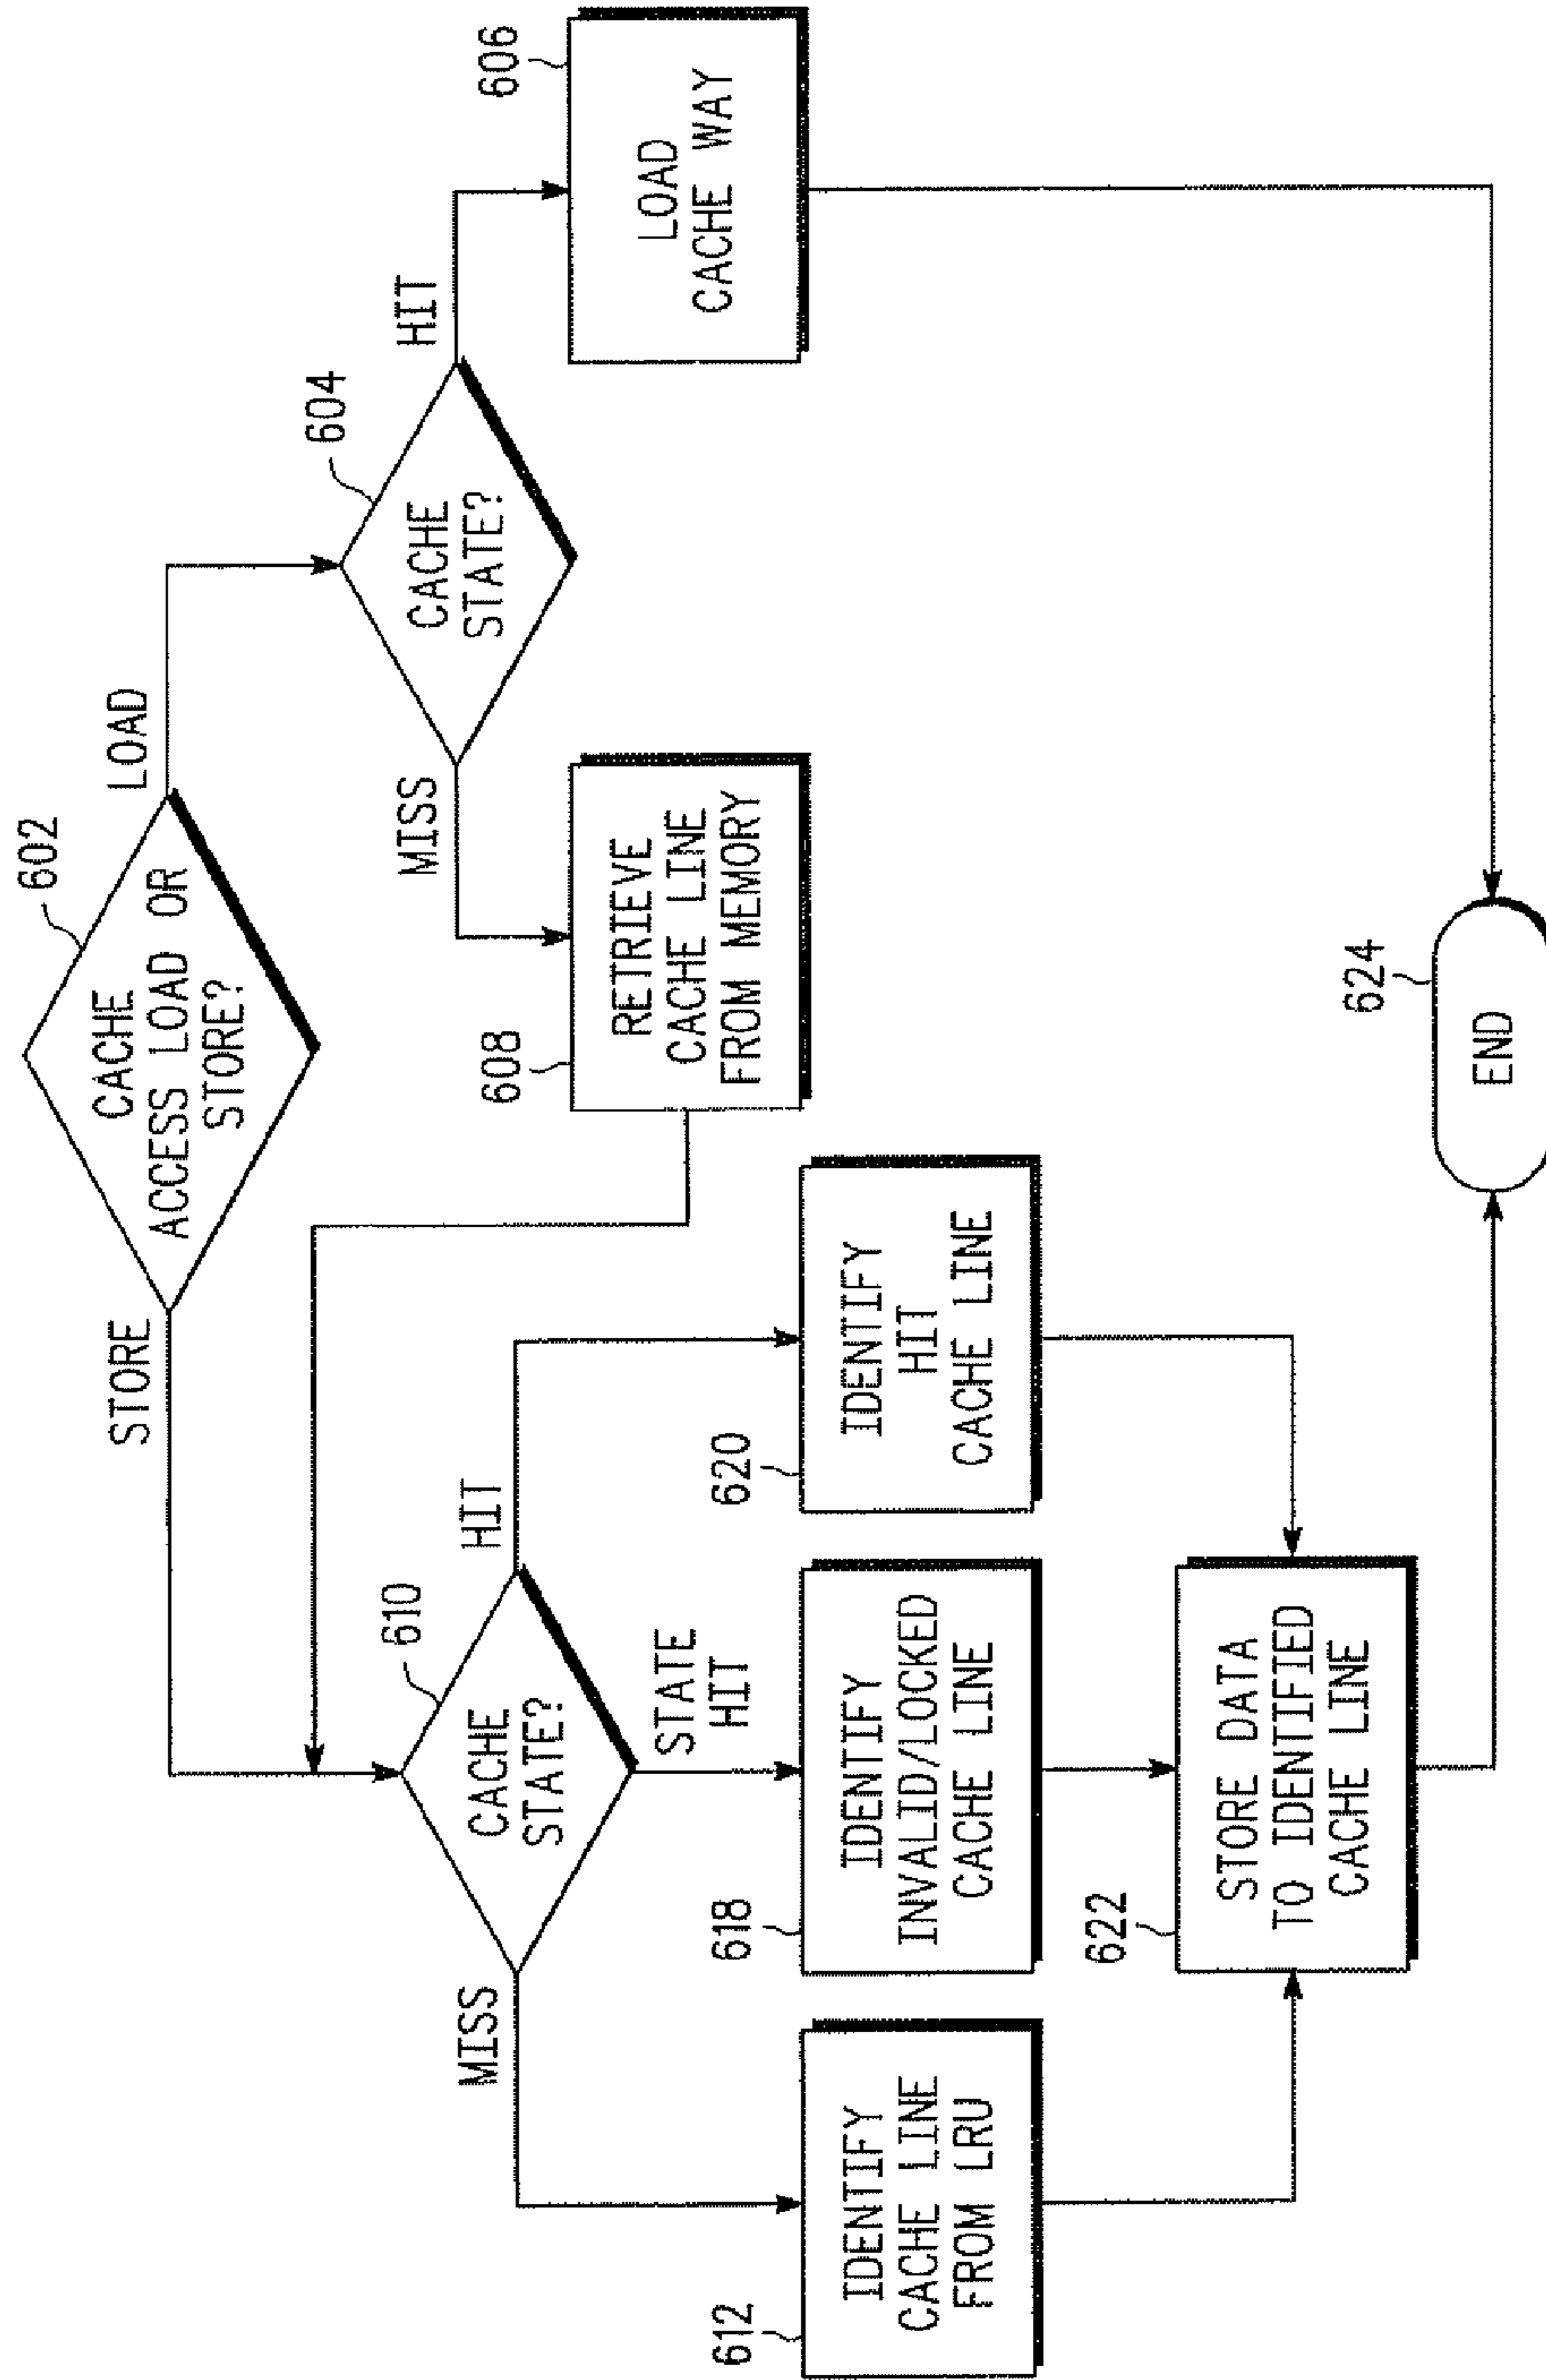 602
CACHE
ACCESS LOAD OR
STORE?
STORE
LOAD
604
CACHE
STATE?
MISS
HIT
606
LOAD
CACHE WAY
608
RETRIEVE
CACHE LINE
FROM MEMORY
610
CACHE
STATE?
MISS
STATE
HIT
HIT
612
IDENTIFY
CACHE LINE
FROM LRU
618
IDENTIFY
INVALID/LOCKED
CACHE LINE
620
IDENTIFY
HIT
CACHE LINE
622
STORE DATA
TO IDENTIFIED
CACHE LINE
624
END